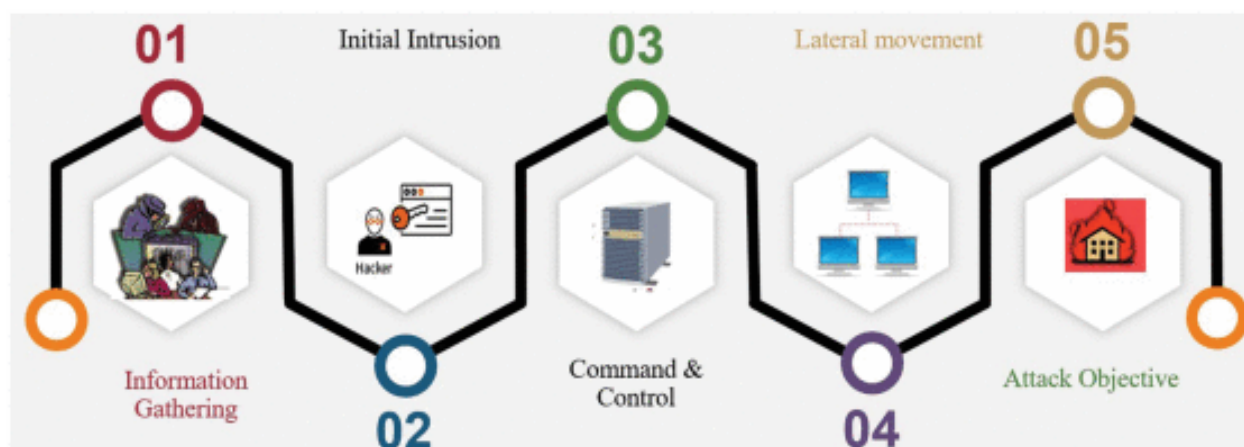 01
Initial Intrusion
03
Lateral movement
05
Hacker
Information
Gathering
02
Command &
Control
04
Attack Objective